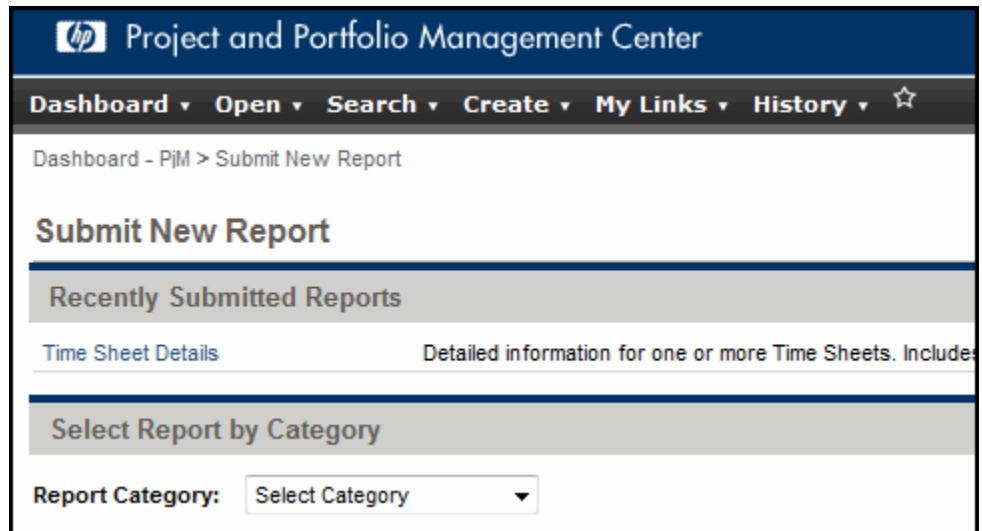 hp Project and Portfolio Management Center
Dashboard Open Search Create My Links History
Dashboard - PjM > Submit New Report
Submit New Report
Recently Submitted Reports
Time Sheet Details Detailed information for one or more Time Sheets. Includes
Select Report by Category
Report Category: Select Category